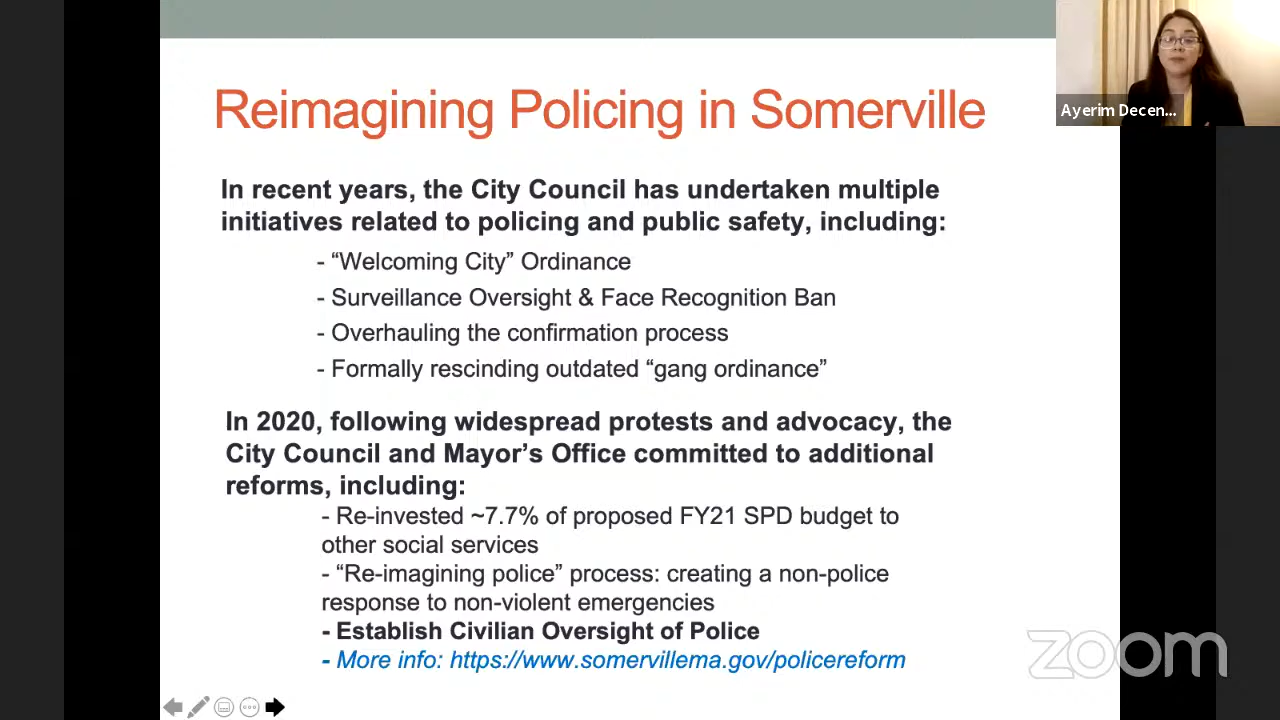 Reimagining Policing in Somerville
Ayerim Decen...
In recent years, the City Council has undertaken multiple
initiatives related to policing and public safety, including:
- “Welcoming City” Ordinance
- Surveillance Oversight & Face Recognition Ban
- Overhauling the confirmation process
- Formally rescinding outdated “gang ordinance”
In 2020, following widespread protests and advocacy, the
City Council and Mayor’s Office committed to additional
reforms, including:
- Re-invested ~7.7% of proposed FY21 SPD budget to
other social services
- “Re-imagining police” process: creating a non-police
response to non-violent emergencies
- Establish Civilian Oversight of Police
- More info: https://www.somervillema.gov/policereform
zoom